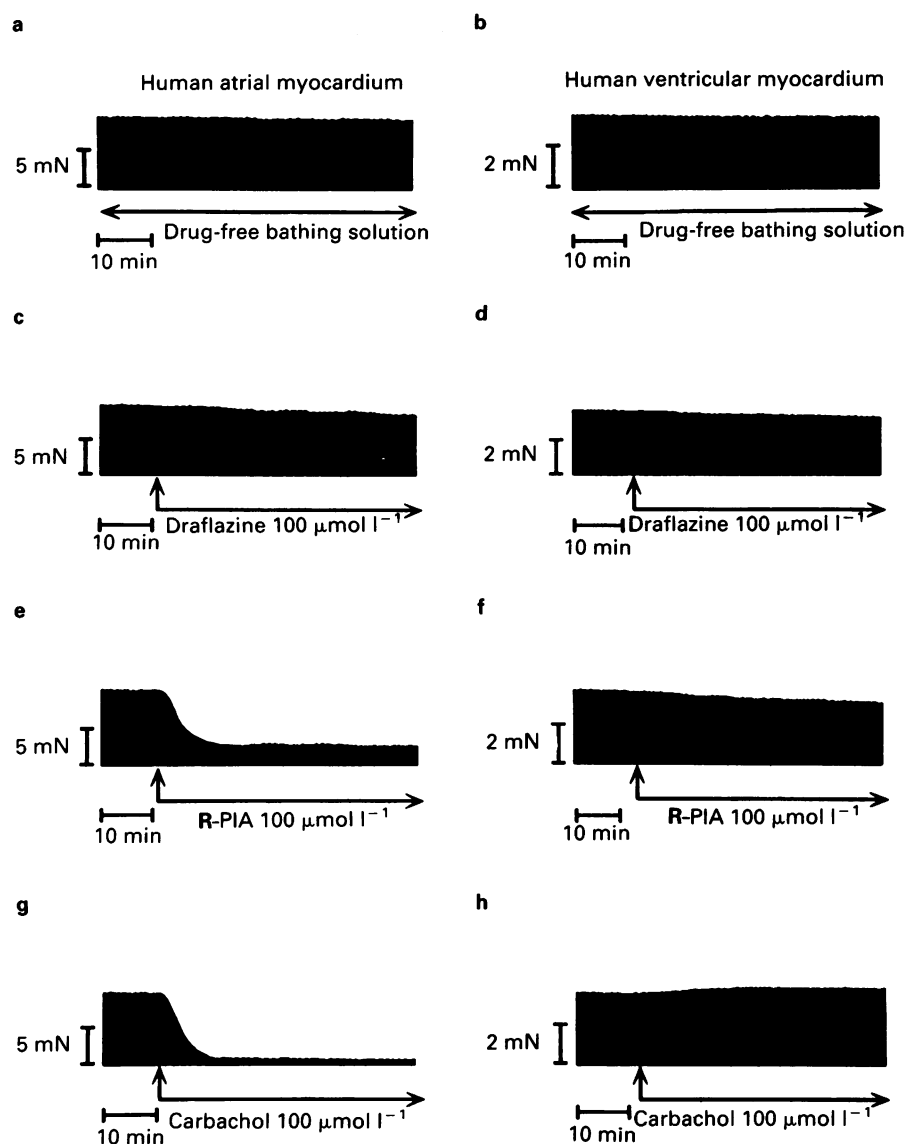 a
b
Human atrial myocardium
Human ventricular myocardium
5 mN
2 mN
Drug-free bathing solution
Drug-free bathing solution
10 min
10 min
c
d
5 mN
2 mN
Draflazine 100 μmol l⁻¹
Draflazine 100 μmol l⁻¹
10 min
10 min
e
f
5 mN
2 mN
R-PIA 100 μmol l⁻¹
R-PIA 100 μmol l⁻¹
10 min
10 min
g
h
5 mN
2 mN
Carbachol 100 μmol l⁻¹
Carbachol 100 μmol l⁻¹
10 min
10 min